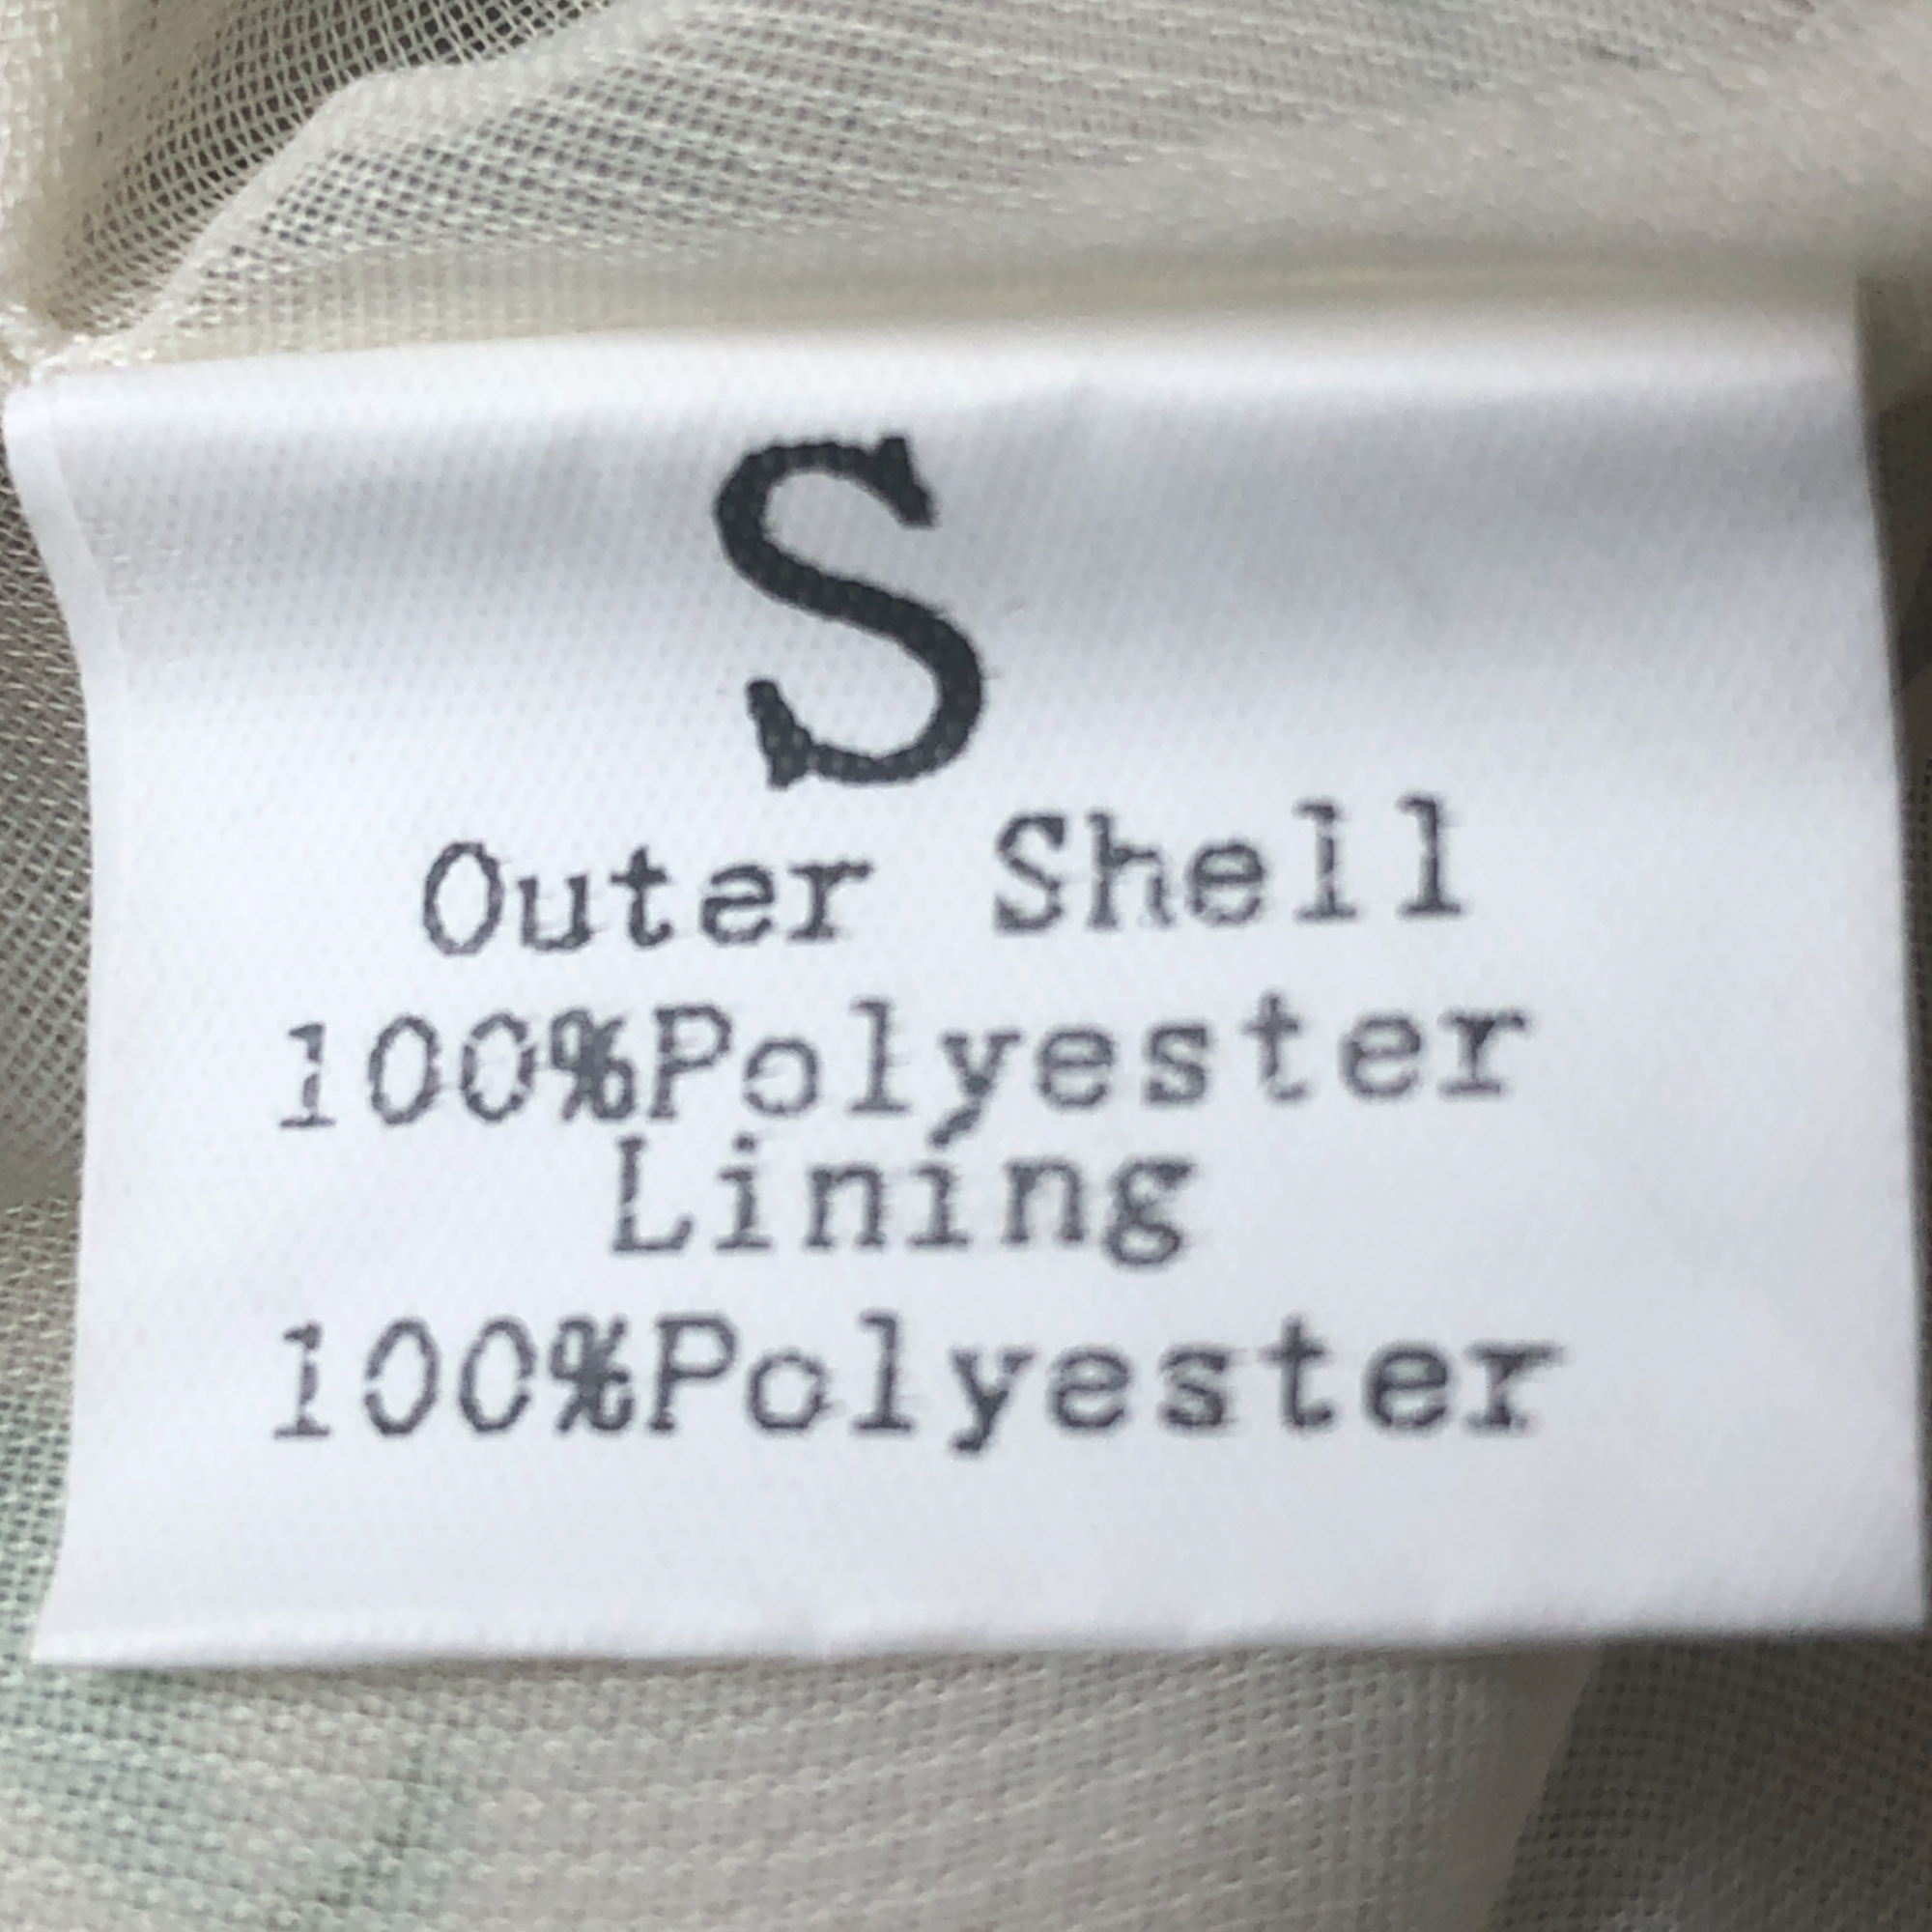 S
Outer Shell
100%Polyester
Lining
100%Polyester